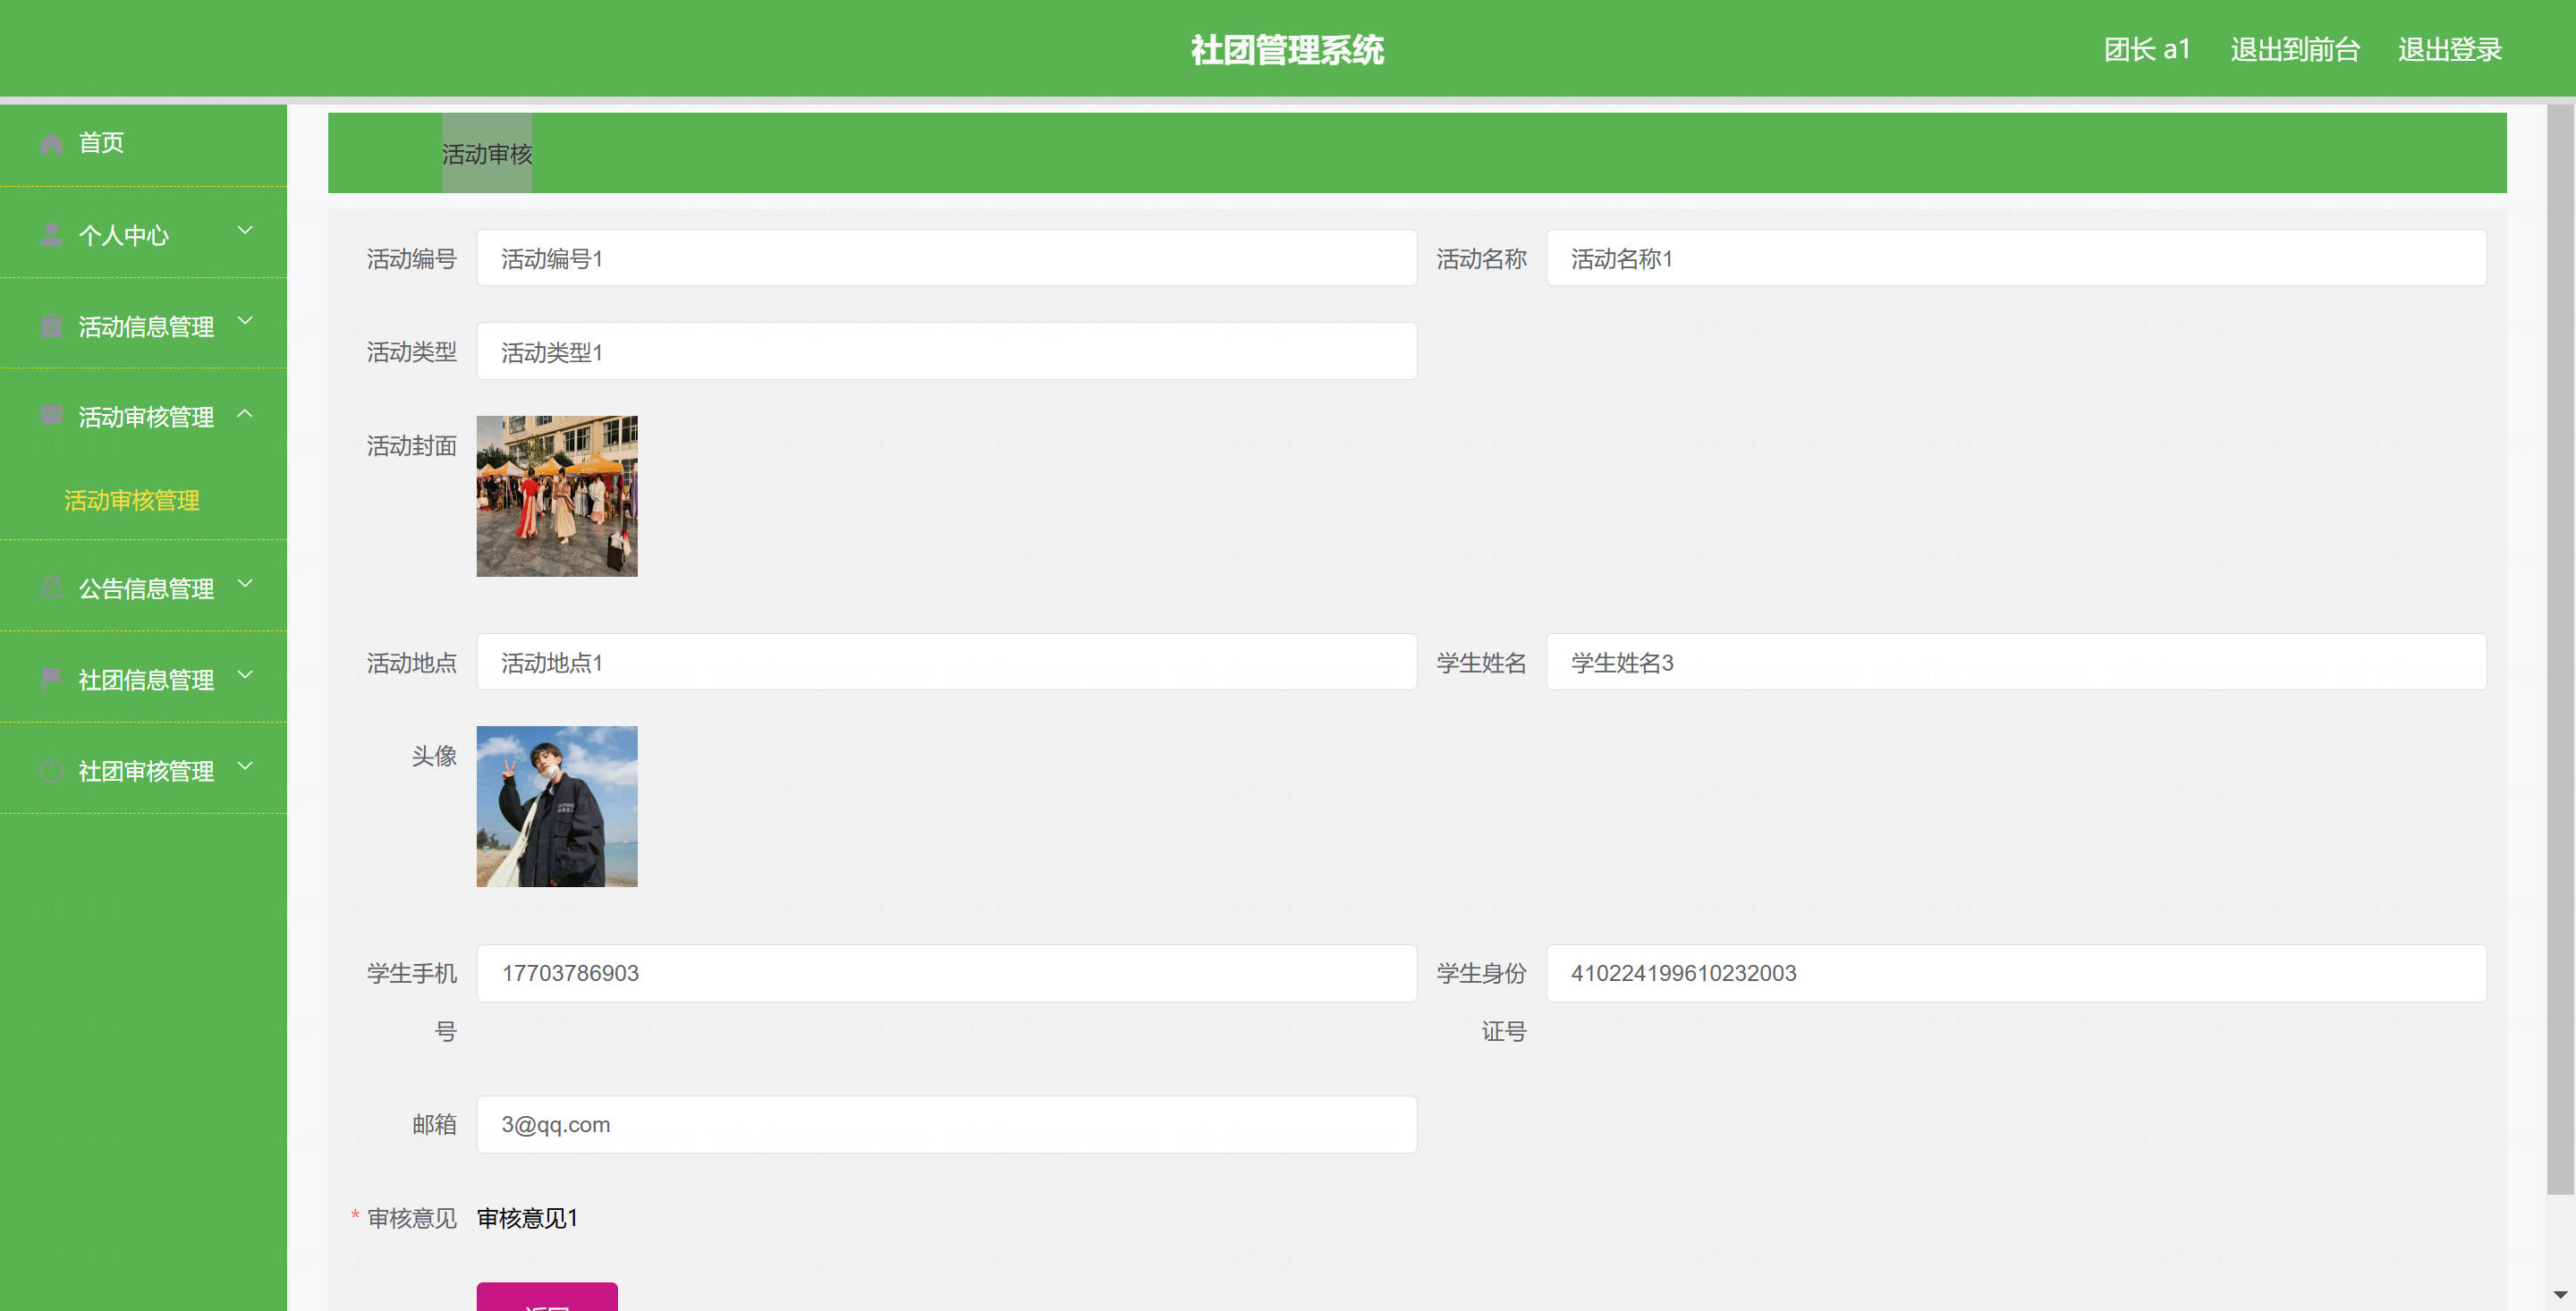 社团管理系统
团长 a1 退出到前台 退出登录
首页
个人中心
活动信息管理
活动审核管理
活动审核管理
公告信息管理
社团信息管理
社团审核管理
活动审核
活动编号 活动编号1 活动名称 活动名称1
活动类型 活动类型1
活动封面
活动地点 活动地点1 学生姓名 学生姓名3
头像
学生手机号 17703786903 学生身份证号 410224199610232003
邮箱 3@qq.com
* 审核意见 审核意见1
返回